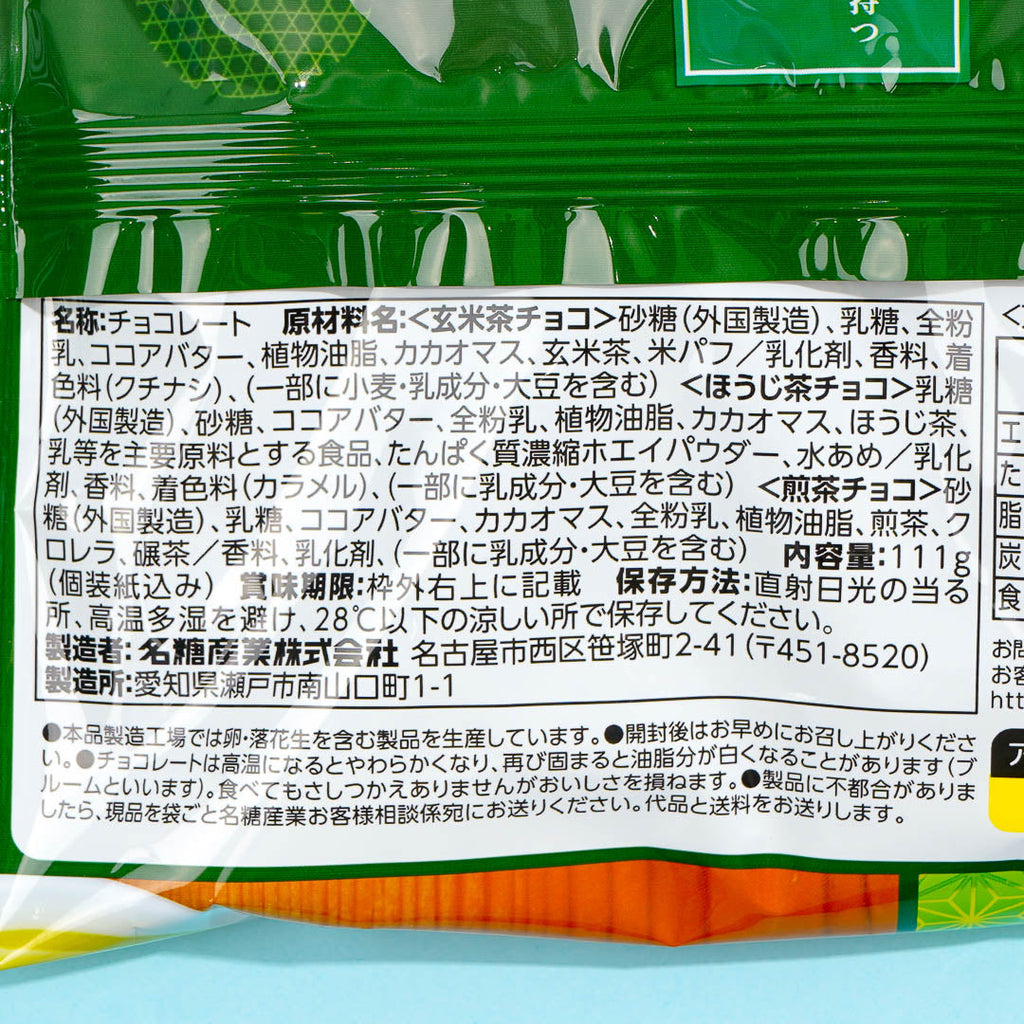 持つ
名称:チョコレート 原材料名:<玄米茶チョコ>砂糖(外国製造)、乳糖、全粉
乳、ココアバター、植物油脂、カカオマス、玄米茶、米パフ/乳化剤、香料、着
色料(クチナシ)、(一部に小麦・乳成分・大豆を含む) <ほうじ茶チョコ>乳糖
(外国製造)、砂糖、ココアバター、全粉乳、植物油脂、カカオマス、ほうじ茶、
乳等を主要原料とする食品、たんぱく質濃縮ホエイパウダー、水あめ/乳化
剤、香料、着色料(カラメル)、(一部に乳成分・大豆を含む) <煎茶チョコ>砂
糖(外国製造)、乳糖、ココアバター、カカオマス、全粉乳、植物油脂、煎茶、ク
ロレラ、碾茶/香料、乳化剤、(一部に乳成分・大豆を含む) 内容量:111g
(個装紙込み) 賞味期限:枠外右上に記載 保存方法:直射日光の当る
所、高温多湿を避け、28℃以下の涼しい所で保存してください。
製造者:名糖産業株式会社 名古屋市西区笹塚町2-41(〒451-8520)
製造所:愛知県瀬戸市南山口町1-1
●本品製造工場では卵・落花生を含む製品を生産しています。●開封後はお早めにお召し上がりくださ
い。●チョコレートは高温になるとやわらかくなり、再び固まると油脂分が白くなることがあります(ブ
ルームといいます)。食べてもさしつかえありませんがおいしさを損ねます。●製品に不都合がありま
したら、現品を袋ごと名糖産業お客様相談係宛にお送りください。代品と送料をお送りします。
エ
た
脂
炭
食
お問
お客
htt
ア